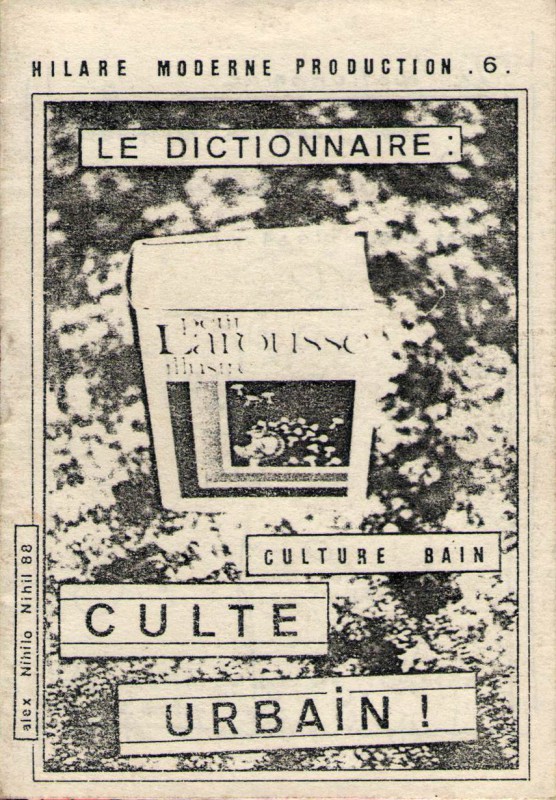 HILARE MODERNE PRODUCTION .6.
LE DICTIONNAIRE :
petit
Larousse
illustré
CULTURE BAIN
CULTE
URBAiN !
alex Nihilo Nihil 88